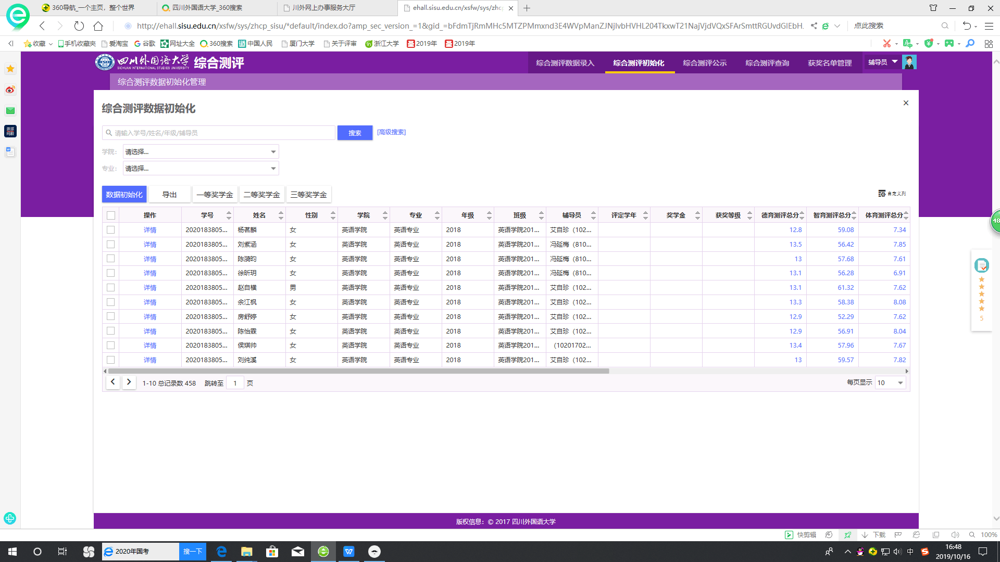 360导航_一个主页，整个世界
四川外国语大学_360搜索
川外网上办事服务大厅
ehall.sisu.edu.cn/xsfw/sys/zhcp
http://ehall.sisu.edu.cn/xsfw/sys/zhcp_sisu/*default/index.do?amp_sec_version_=1&gid_=bFdmTjRmMHc5MTZPMmxnd3E4WVpManZJNjlvbHVHL204TkxwT21NajVjdVQxSFArSmttRGUvdGlEbH.
点此搜索
收藏 手机收藏夹 爱淘宝 谷歌 网址大全 360搜索 中国人民 厦门大学 关于评审 浙江大学 2019年 2019年
四川外国语大学
SICHUAN INTERNATIONAL STUDIES UNIVERSITY
综合测评
综合测评数据录入 综合测评初始化 综合测评公示 综合测评查询 获奖名单管理 辅导员
综合测评数据初始化管理
综合测评数据初始化
请输入学号/姓名/年级/辅导员 搜索 [高级搜索]
学院: 请选择...
专业: 请选择...
数据初始化 导出 一等奖学金 二等奖学金 三等奖学金 自定义列
操作 学号 姓名 性别 学院 专业 年级 班级 辅导员 评定学年 奖学金 获奖等级 德育测评总分 智育测评总分 体育测评总分
详情 2020183805... 杨茗麟 女 英语学院 英语专业 2018 英语学院201... 艾自珍（102... 12.8 59.08 7.34
详情 2020183805... 刘紫涵 女 英语学院 英语专业 2018 英语学院201... 冯延梅（810... 13.5 56.42 7.85
详情 2020183805... 陈漪昀 女 英语学院 英语专业 2018 英语学院201... 冯延梅（810... 13 57.68 7.61
详情 2020183805... 徐昕玥 女 英语学院 英语专业 2018 英语学院201... 冯延梅（810... 13.1 56.28 6.91
详情 2020183805... 赵自横 男 英语学院 英语专业 2018 英语学院201... 艾自珍（102... 13.1 61.32 7.62
详情 2020183805... 余江枫 女 英语学院 英语专业 2018 英语学院201... 艾自珍（102... 13.3 58.38 8.08
详情 2020183805... 房舒婷 女 英语学院 英语专业 2018 英语学院201... 艾自珍（102... 12.9 52.29 7.62
详情 2020183805... 陈怡霖 女 英语学院 英语专业 2018 英语学院201... 艾自珍（102... 12.9 56.91 8.04
详情 2020183805... 侯琪帅 女 英语学院 英语专业 2018 英语学院201... （10201702... 13.4 57.96 7.67
详情 2020183805... 刘纯溪 女 英语学院 英语专业 2018 英语学院201... 艾自珍（102... 13 59.57 7.82
1-10 总记录数 458 跳转至 1 页 每页显示 10
48
5
版权信息：© 2017 四川外国语大学
快剪辑 下载 100%
2020年国考 搜一下
中
16:48
2019/10/16